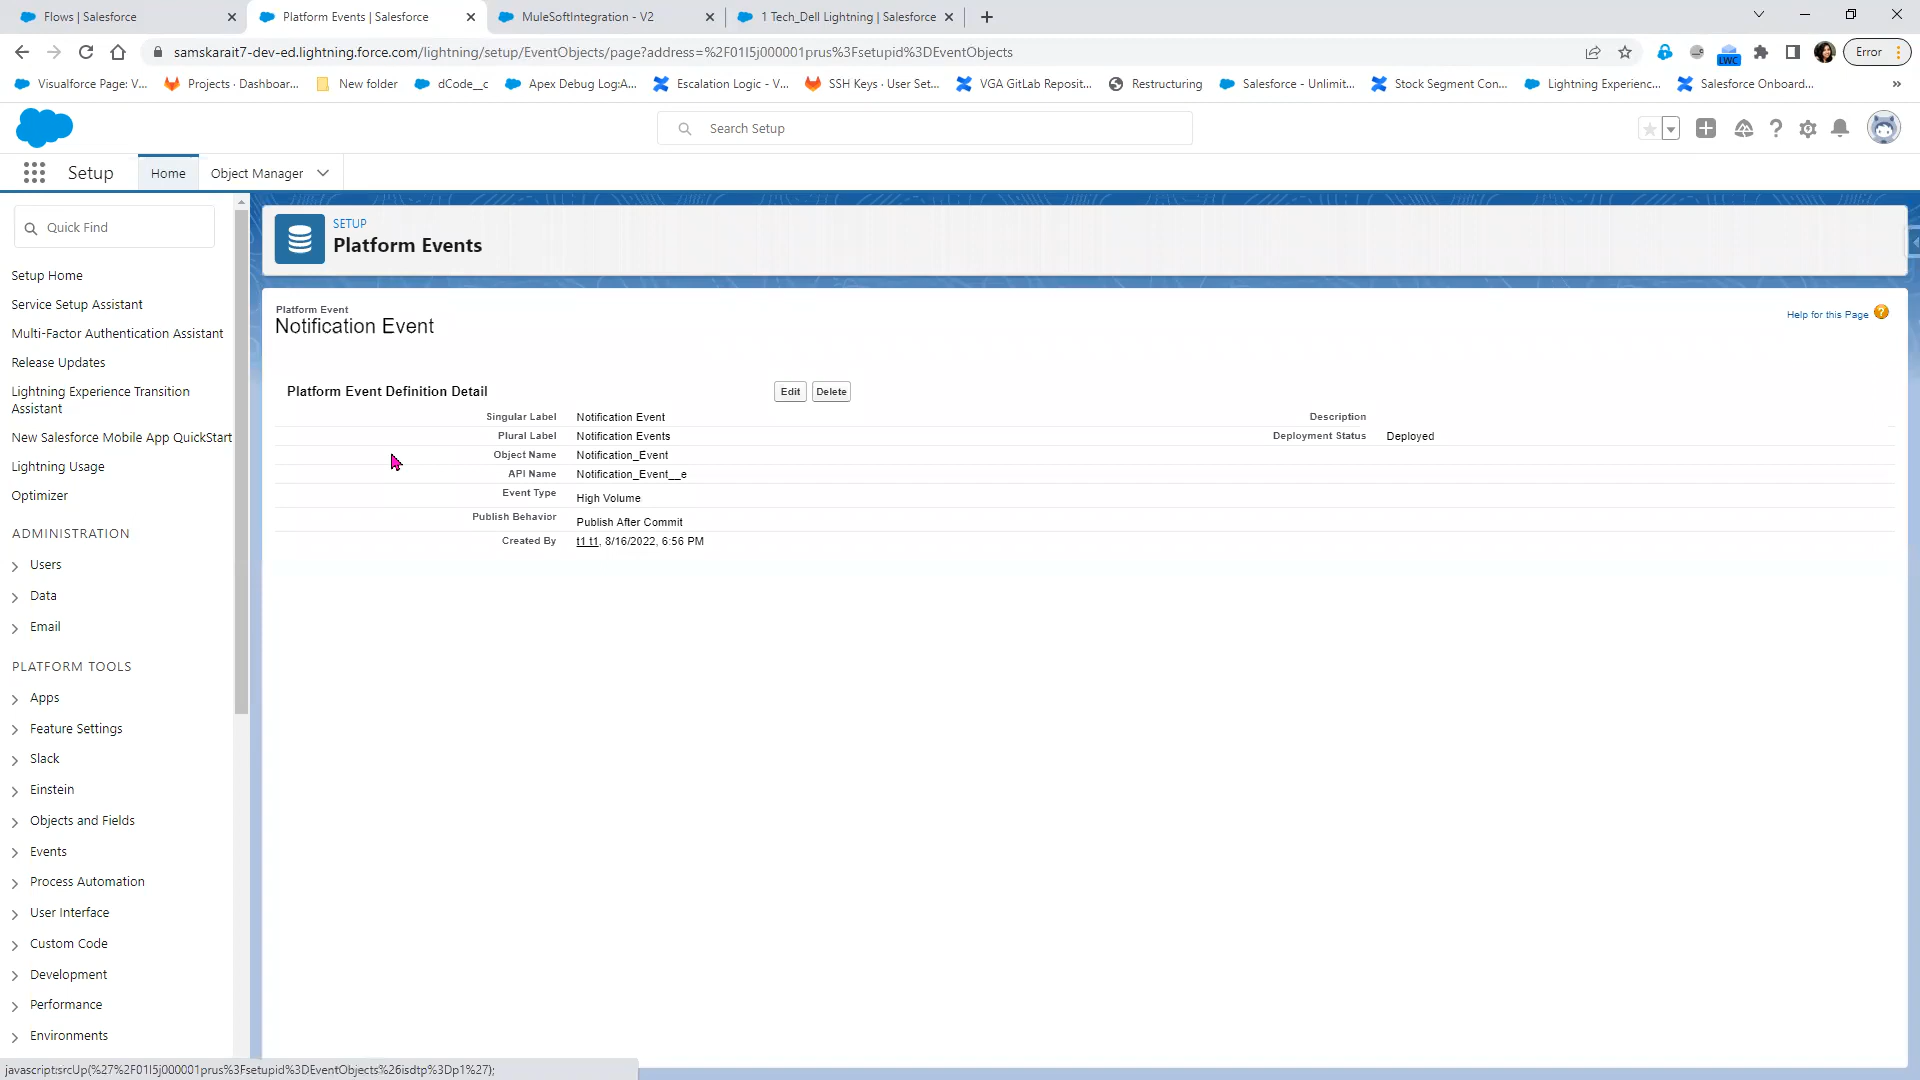 Flows | Salesforce
Platform Events | Salesforce
MuleSoftIntegration - V2
1 Tech_Dell Lightning | Salesforce
samskarait7-dev-ed.lightning.force.com/lightning/setup/EventObjects/page?address=%2F01I5j000001prus%3Fsetupid%3DEventObjects
LWC
Error
Visualforce Page: V...
Projects · Dashboar...
New folder
dCode__c
Apex Debug Log:A...
Escalation Logic - V...
SSH Keys · User Set...
VGA GitLab Reposit...
Restructuring
Salesforce - Unlimit...
Stock Segment Con...
Lightning Experienc...
Salesforce Onboard...
»
Search Setup
Setup
Home
Object Manager
Quick Find
Setup Home
Service Setup Assistant
Multi-Factor Authentication Assistant
Release Updates
Lightning Experience Transition
Assistant
New Salesforce Mobile App QuickStart
Lightning Usage
Optimizer
ADMINISTRATION
Users
Data
Email
PLATFORM TOOLS
Apps
Feature Settings
Slack
Einstein
Objects and Fields
Events
Process Automation
User Interface
Custom Code
Development
Performance
Environments
SETUP
Platform Events
Platform Event
Notification Event
Help for this Page ?
Platform Event Definition Detail
Edit
Delete
Singular Label Notification Event
Description
Plural Label Notification Events
Deployment Status Deployed
Object Name Notification_Event
API Name Notification_Event__e
Event Type High Volume
Publish Behavior Publish After Commit
Created By t1 t1, 8/16/2022, 6:56 PM
javascript:srcUp(%27%2F01I5j000001prus%3Fsetupid%3DEventObjects%26isdtp%3Dp1%27);